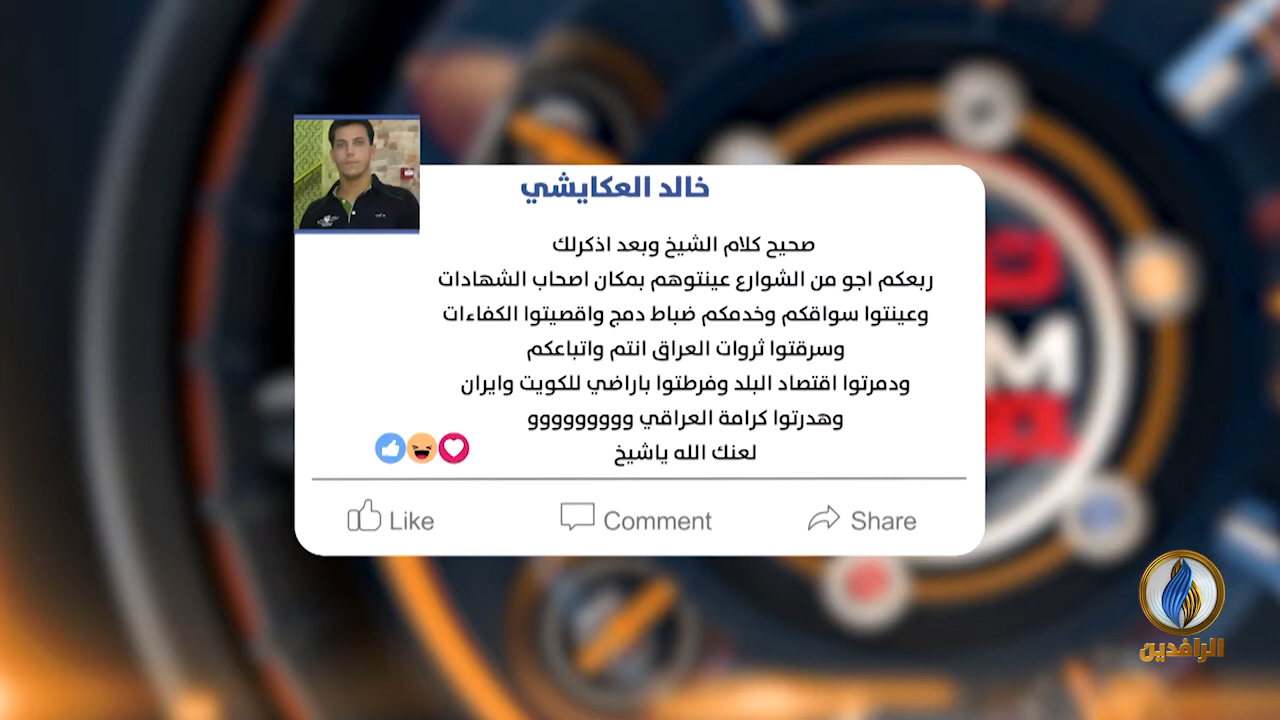 خالد العكايشي
صحيح كلام الشيخ وبعد اذكرلك
ربعكم اجو من الشوارع عينتوهم بمكان اصحاب الشهادات
وعينتوا سواقكم وخدمكم ضباط دمج واقصيتوا الكفاءات
وسرقتوا ثروات العراق انتم واتباعكم
ودمرتوا اقتصاد البلد وفرطتوا باراضي للكويت وايران
وهدرتوا كرامة العراقي ووووووووو
لعنك الله ياشيخ
Like Comment Share
الرافدين